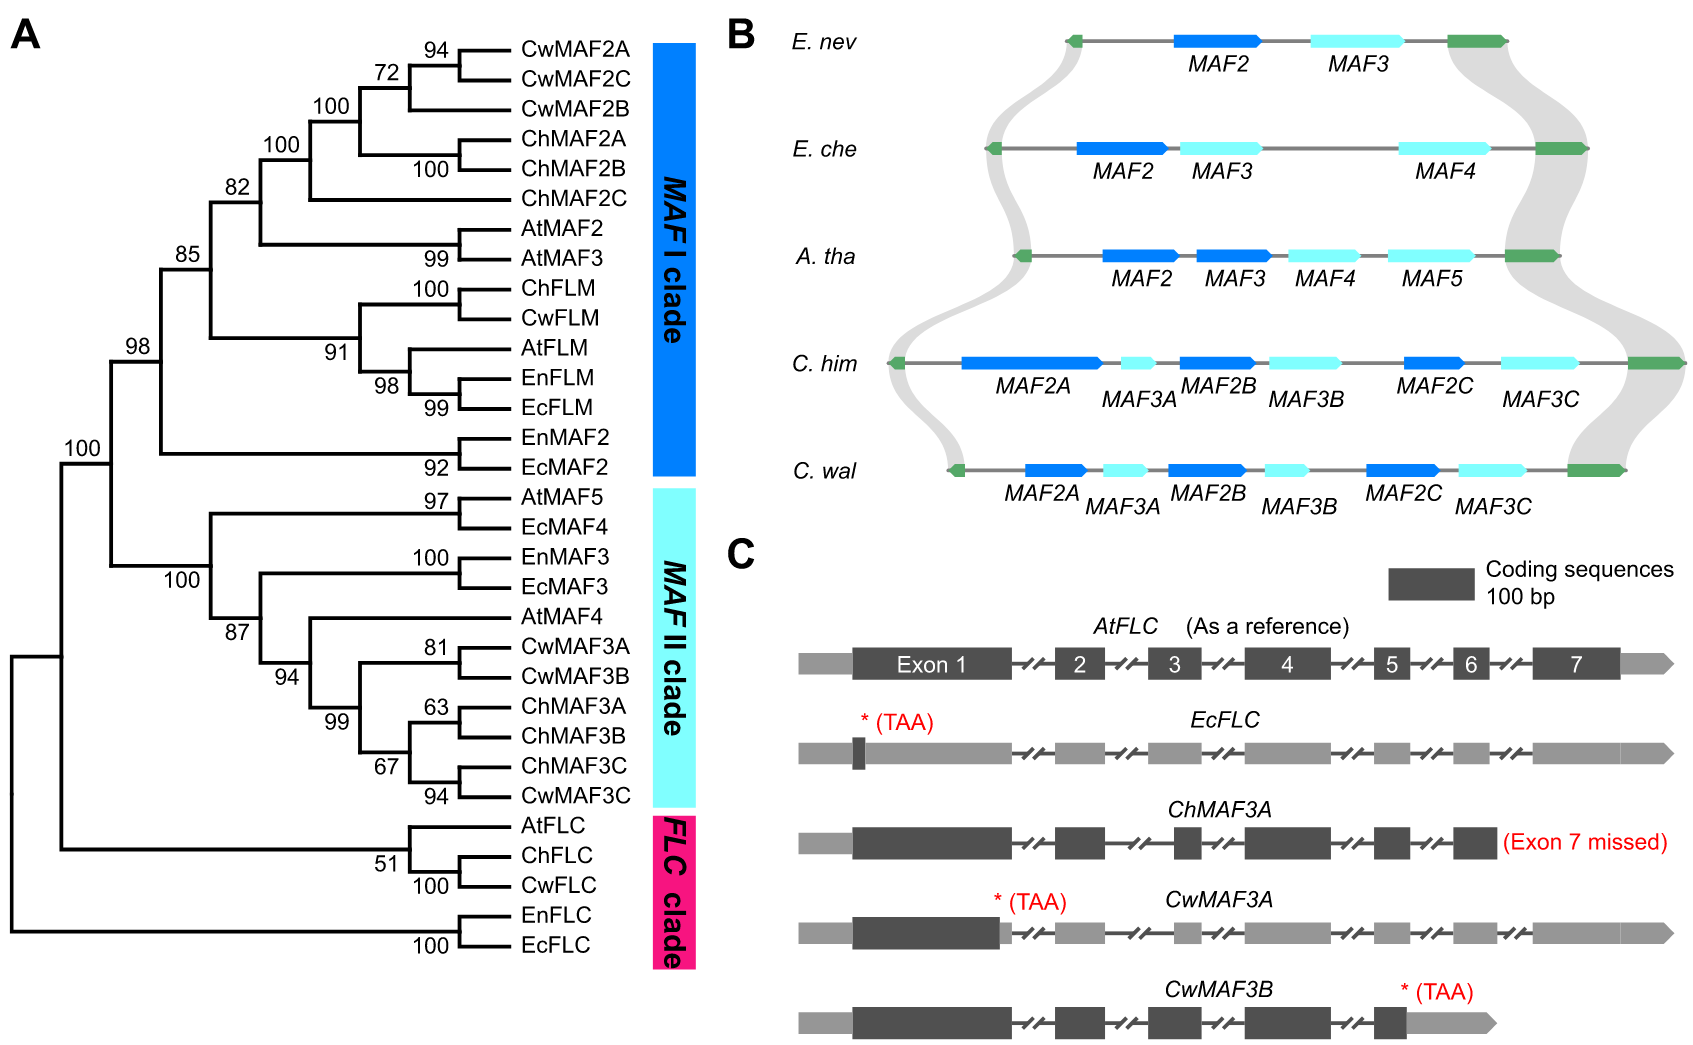 A
94
CwMAF2A
72
CwMAF2C
100
CwMAF2B
100
ChMAF2A
100
ChMAF2B
82
ChMAF2C
85
AtMAF2
99
AtMAF3
100
ChFLM
98
CwFLM
91
AtFLM
98
EnFLM
99
EcFLM
100
EnMAF2
92
EcMAF2
97
AtMAF5
EcMAF4
100
100
EnMAF3
EcMAF3
87
AtMAF4
94
81
CwMAF3A
CwMAF3B
99
63
ChMAF3A
ChMAF3B
67
ChMAF3C
94
CwMAF3C
AtFLC
51
ChFLC
100
CwFLC
EnFLC
100
EcFLC
MAF I clade
MAF II clade
FLC clade
B
E. nev
MAF2 MAF3
E. che
MAF2 MAF3 MAF4
A. tha
MAF2 MAF3 MAF4 MAF5
C. him
MAF2A MAF3A MAF2B MAF3B MAF2C MAF3C
C. wal
MAF2A MAF3A MAF2B MAF3B MAF2C MAF3C
C
Coding sequences
100 bp
AtFLC (As a reference)
Exon 1 2 3 4 5 6 7
* (TAA) EcFLC
ChMAF3A
(Exon 7 missed)
* (TAA) CwMAF3A
CwMAF3B * (TAA)